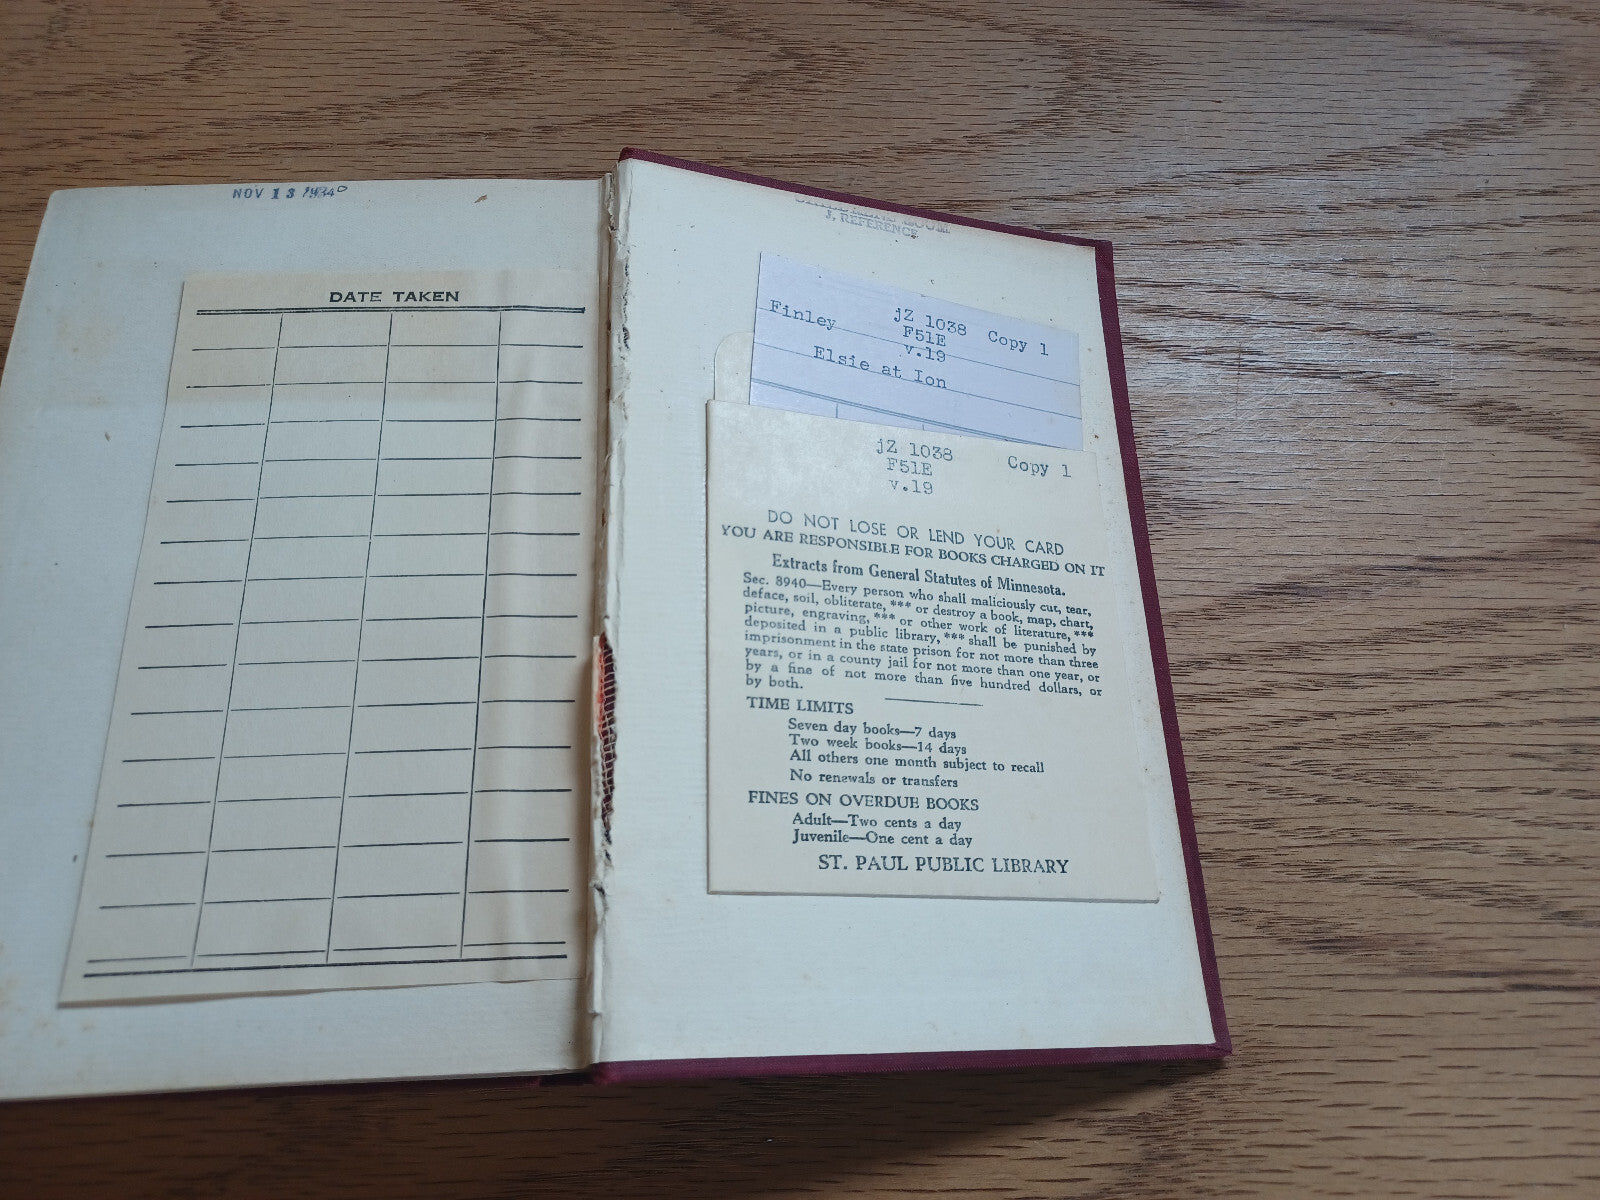 NOV 13 1934
DATE TAKEN
J. REFERENCE
Finley
jZ 1038
Copy 1
F51E
v.19
Elsie at Ion
jZ 1038
Copy 1
F51E
v.19
DO NOT LOSE OR LEND YOUR CARD
YOU ARE RESPONSIBLE FOR BOOKS CHARGED ON IT
Extracts from General Statutes of Minnesota.
Sec. 8940—Every person who shall maliciously cut, tear,
deface, soil, obliterate, *** or destroy a book, map, chart,
picture, engraving, *** or other work of literature, ***
deposited in a public library, *** shall be punished by
imprisonment in the state prison for not more than three
years, or in a county jail for not more than one year, or
by a fine of not more than five hundred dollars, or
by both.
TIME LIMITS
Seven day books—7 days
Two week books—14 days
All others one month subject to recall
No renewals or transfers
FINES ON OVERDUE BOOKS
Adult—Two cents a day
Juvenile—One cent a day
ST. PAUL PUBLIC LIBRARY